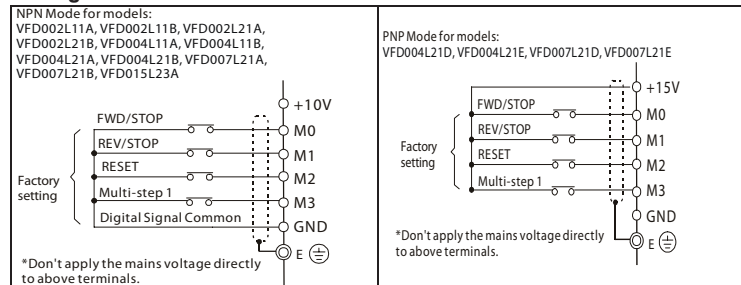 NPN Mode for models:
VFD002L11A, VFD002L11B, VFD002L21A,
VFD002L21B, VFD004L11A, VFD004L11B,
VFD004L21A, VFD004L21B, VFD007L21A,
VFD007L21B, VFD015L23A
+10V
FWD/STOP
M0
REV/STOP
M1
RESET
M2
Factory
setting
Multi-step 1
M3
Digital Signal Common
GND
E
*Don't apply the mains voltage directly
to above terminals.
PNP Mode for models:
VFD004L21D, VFD004L21E, VFD007L21D, VFD007L21E
+15V
FWD/STOP
M0
REV/STOP
M1
Factory
setting
RESET
M2
Multi-step 1
M3
GND
*Don't apply the mains voltage directly
to above terminals.
E